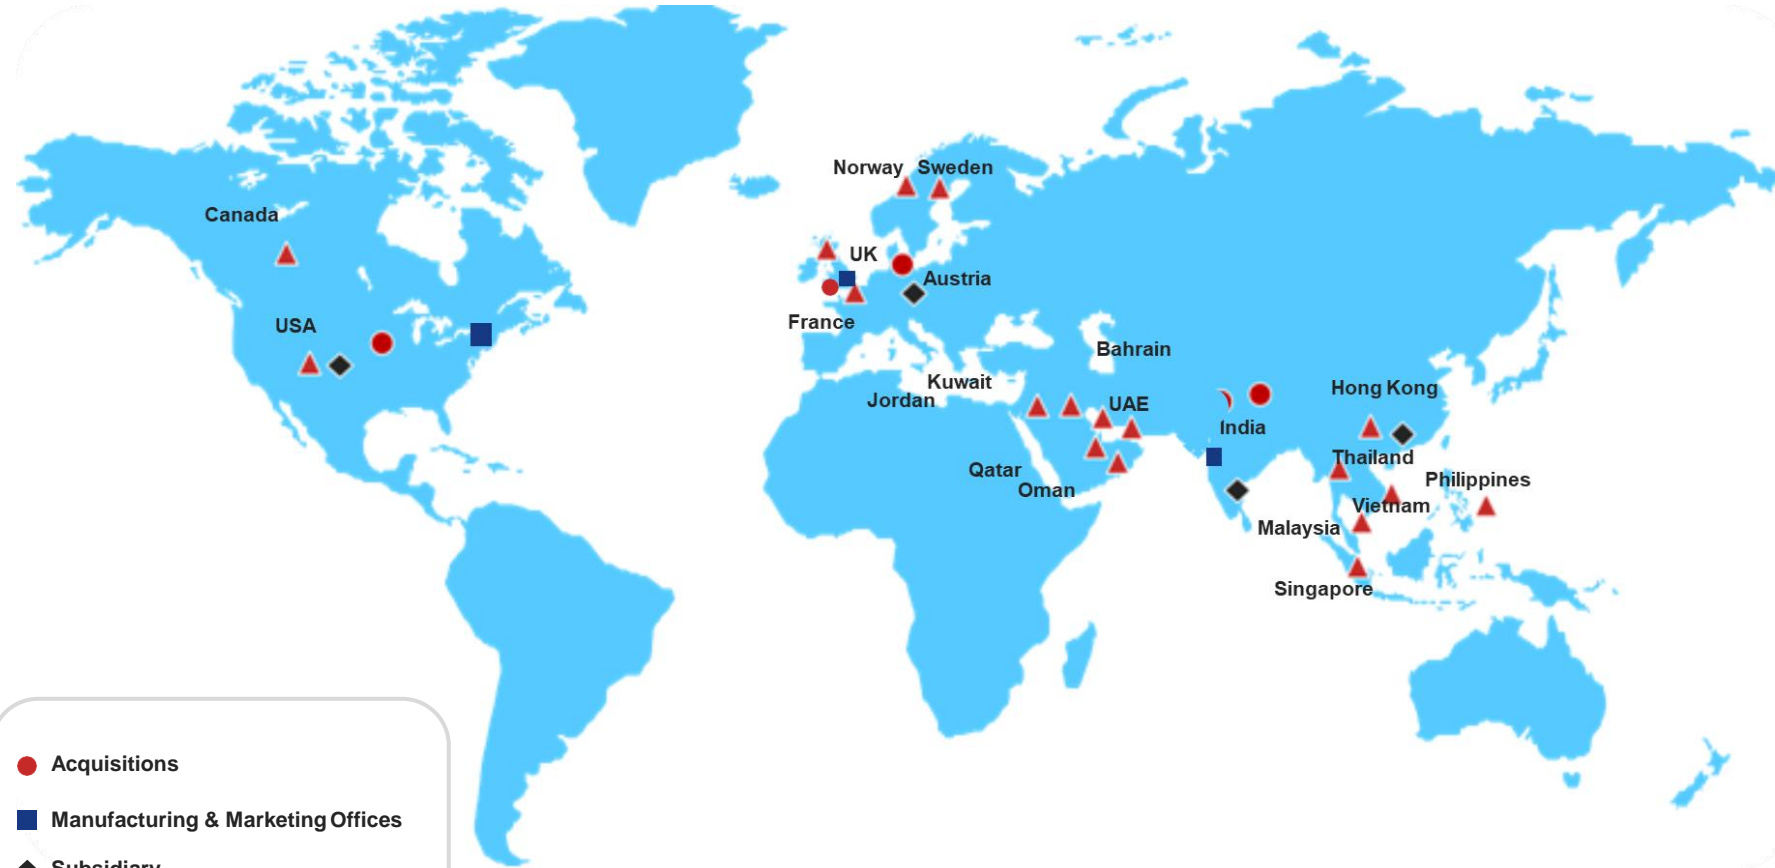 Norway
Sweden
Canada
UK
Austria
USA
France
Bahrain
Kuwait
Jordan
UAE
Hong Kong
India
Thailand
Qatar
Philippines
Oman
Vietnam
Malaysia
Singapore
Acquisitions
Manufacturing & Marketing Offices
Subsidiary